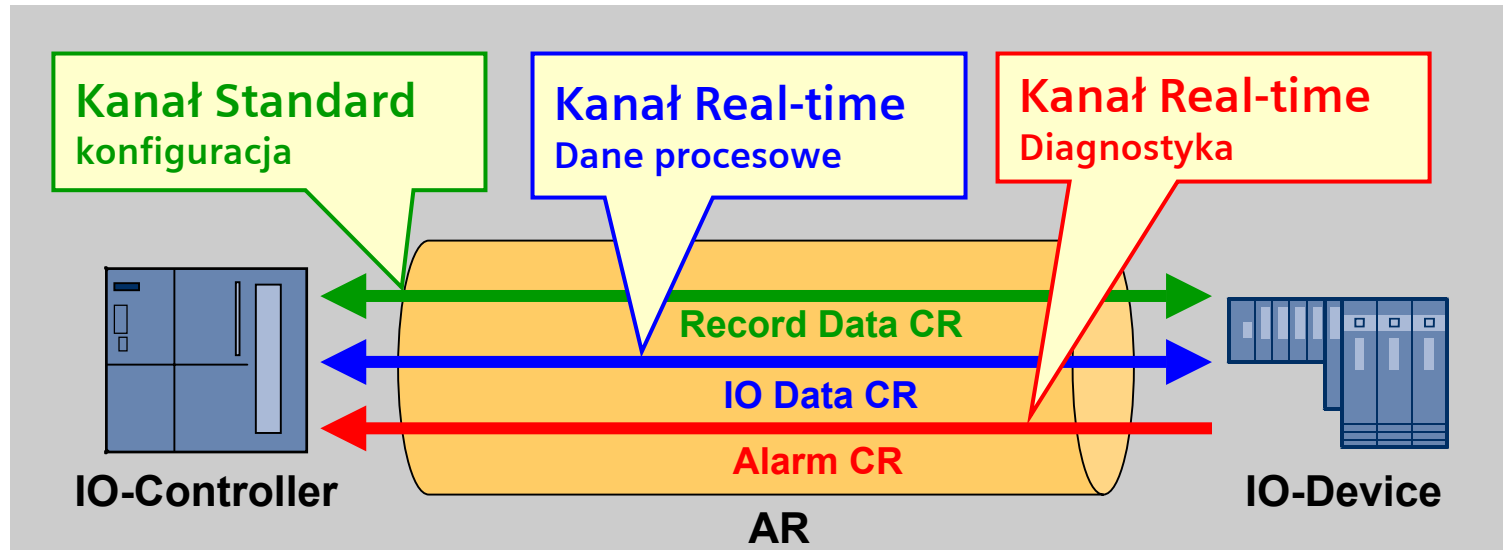 Kanał Standard
konfiguracja
Kanał Real-time
Dane procesowe
Kanał Real-time
Diagnostyka
Record Data CR
IO Data CR
Alarm CR
IO-Controller
IO-Device
AR